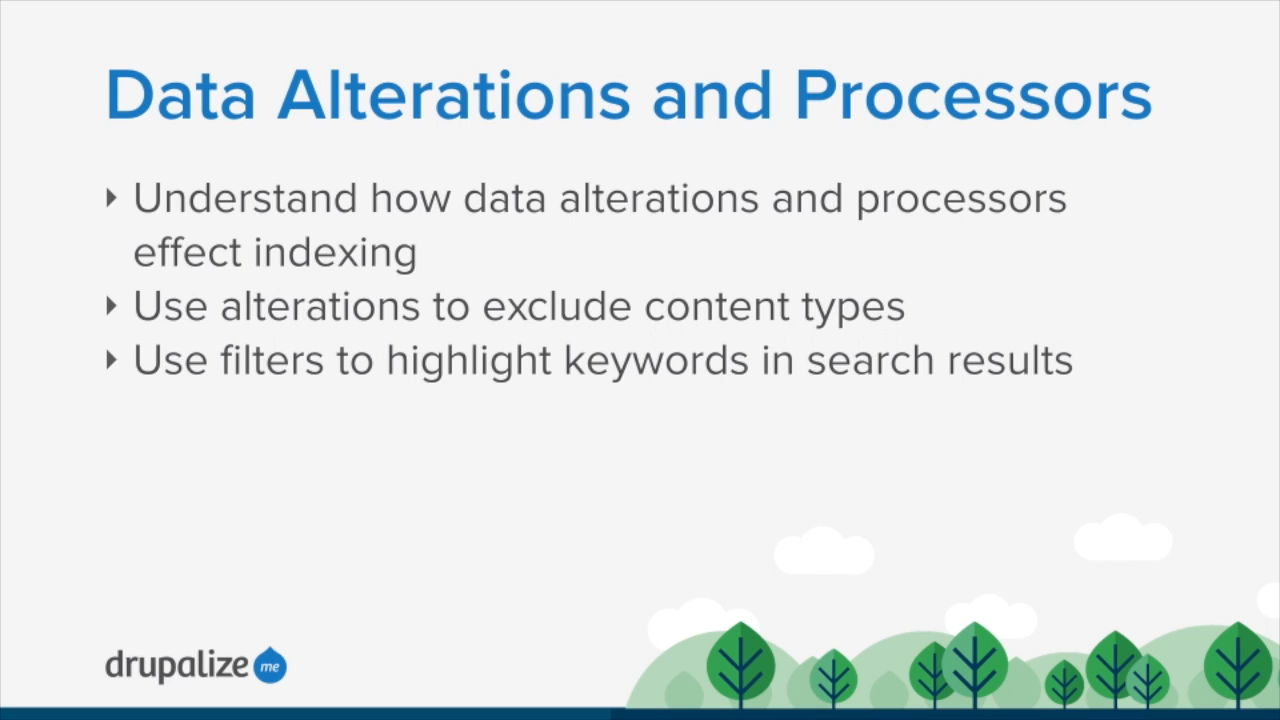 Data Alterations and Processors
Understand how data alterations and processors
effect indexing
Use alterations to exclude content types
Use filters to highlight keywords in search results
drupalize me